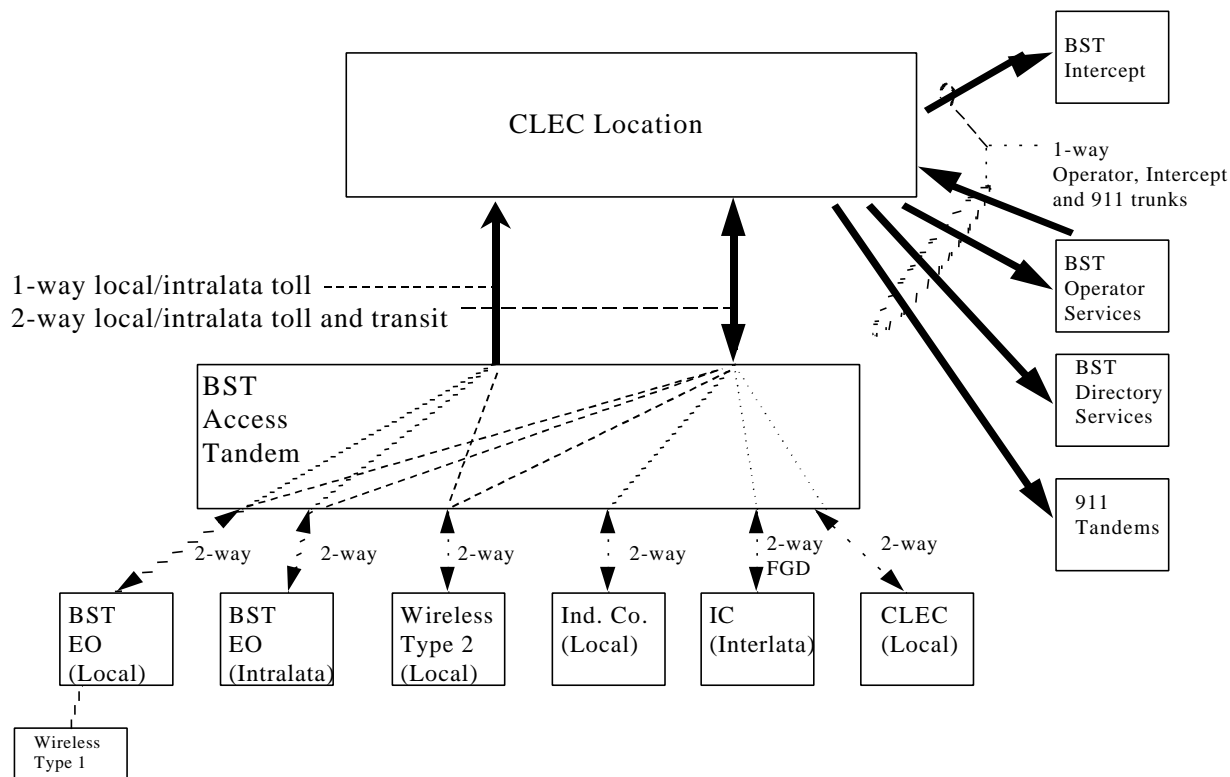 BST
Intercept
CLEC Location
1-way
Operator, Intercept
and 911 trunks
BST
Operator
Services
1-way local/intralata toll
2-way local/intralata toll and transit
BST
Access
Tandem
BST
Directory
Services
911
Tandems
2-way
2-way
2-way
2-way
2-way
FGD
2-way
BST
EO
(Local)
BST
EO
(Intralata)
Wireless
Type 2
(Local)
Ind. Co.
(Local)
IC
(Interlata)
CLEC
(Local)
Wireless
Type 1